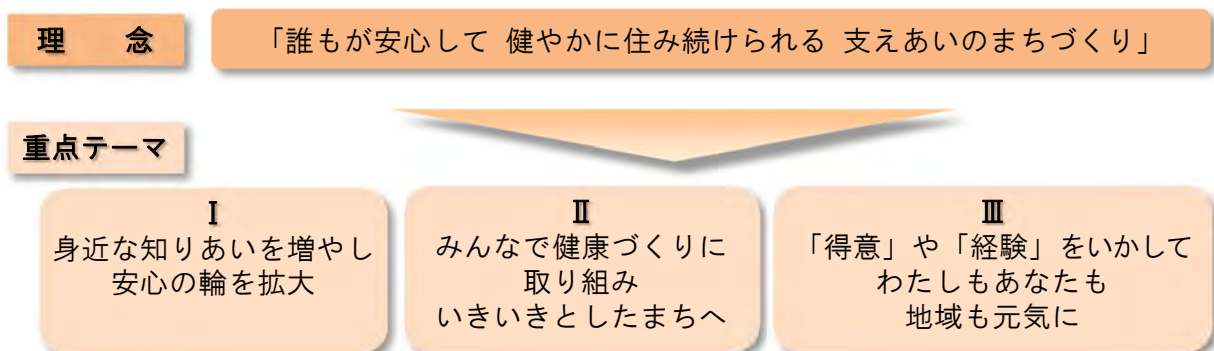 理　念
「誰もが安心して 健やかに住み続けられる 支えあいのまちづくり」
重点テーマ
Ⅰ
身近な知りあいを増やし
安心の輪を拡大
Ⅱ
みんなで健康づくりに
取り組み
いきいきとしたまちへ
Ⅲ
「得意」や「経験」をいかして
わたしもあなたも
地域も元気に